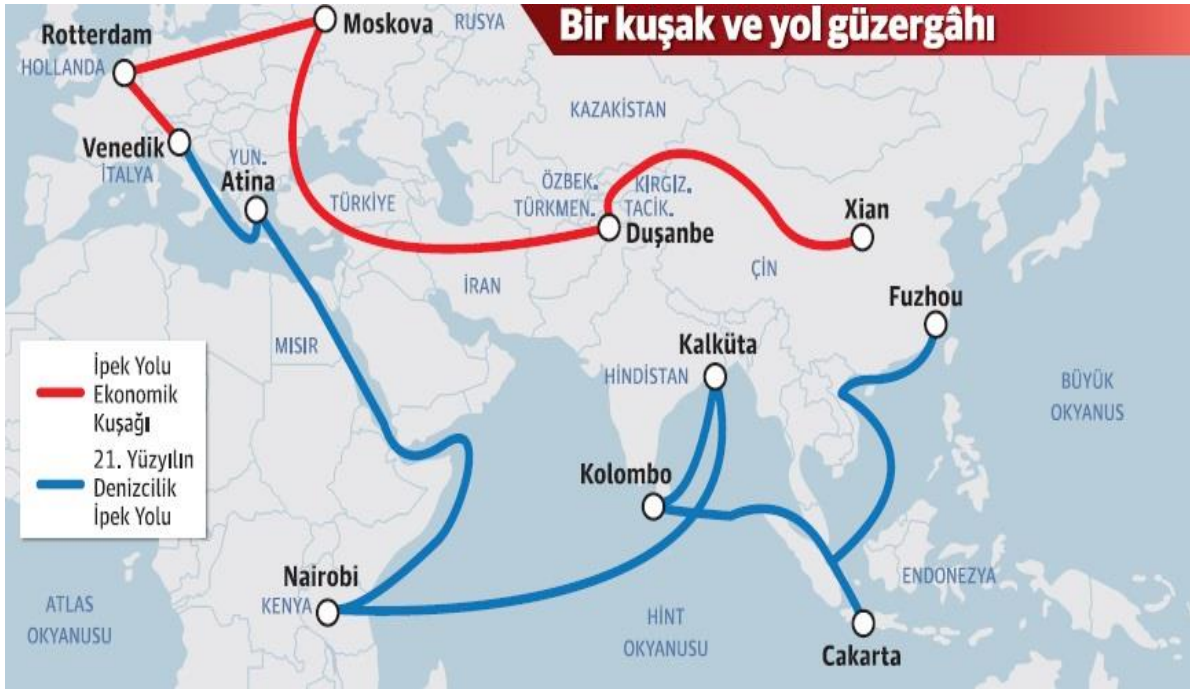 Bir kuşak ve yol güzergâhı
Moskova
RUSYA
Rotterdam
HOLLANDA
KAZAKİSTAN
Venedik
İTALYA
YUN.
Atina
TÜRKİYE
ÖZBEK.
KIRGIZ.
TÜRKMEN.
TACİK.
Duşanbe
Xian
ÇİN
İRAN
Fuzhou
MISIR
Kalküta
HİNDİSTAN
BÜYÜK
OKYANUS
İpek Yolu
Ekonomik
Kuşağı
21. Yüzyılın
Denizcilik
İpek Yolu
Kolombo
Nairobi
KENYA
ENDONEZYA
ATLAS
OKYANUSU
HİNT
OKYANUSU
Cakarta